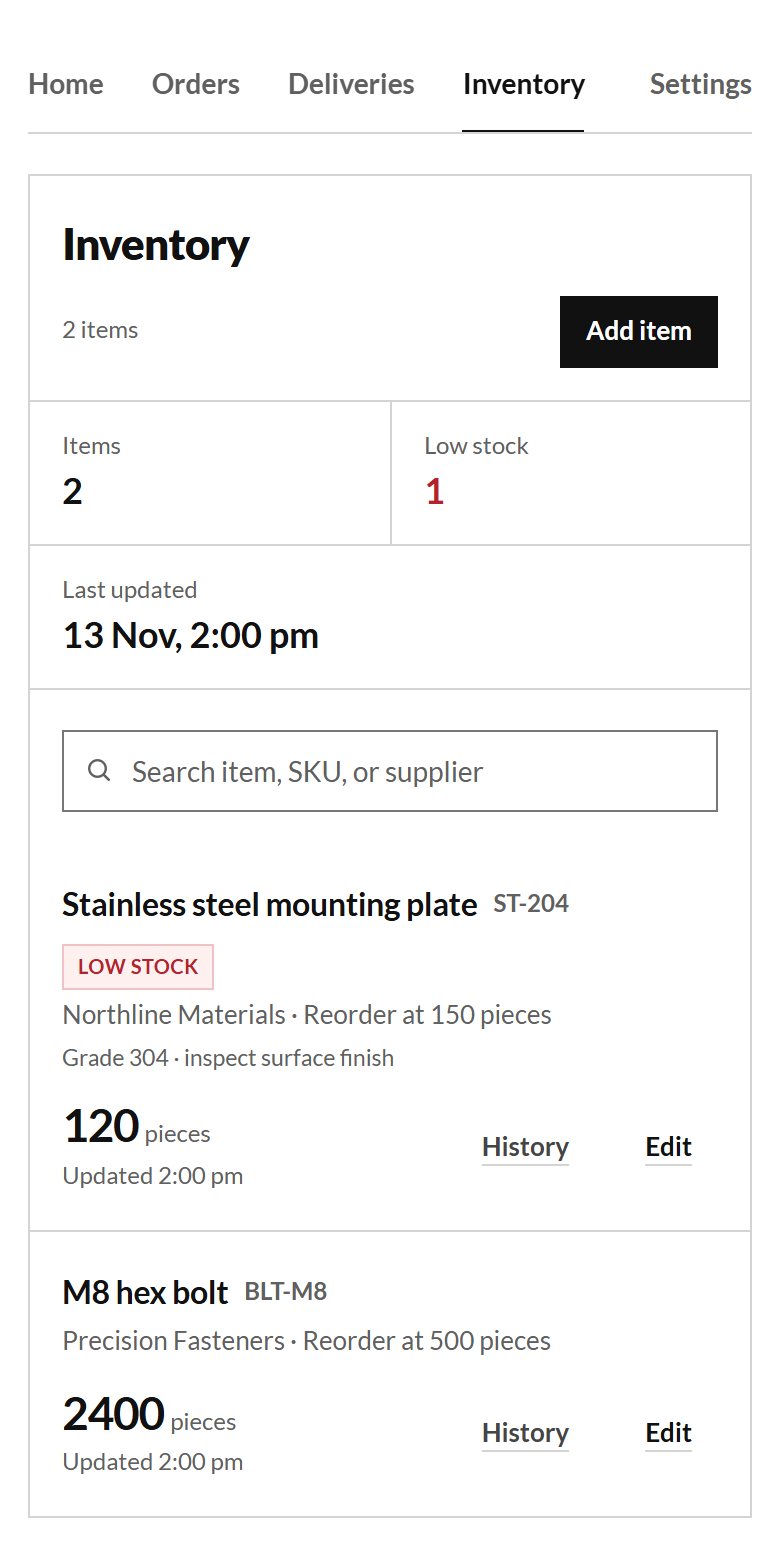 Home Orders Deliveries Inventory Settings
Inventory
2 items Add item
Items Low stock
2 1
Last updated
13 Nov, 2:00 pm
Search item, SKU, or supplier
Stainless steel mounting plate ST-204
LOW STOCK
Northline Materials · Reorder at 150 pieces
Grade 304 · inspect surface finish
120 pieces
History Edit
Updated 2:00 pm
M8 hex bolt BLT-M8
Precision Fasteners · Reorder at 500 pieces
2400 pieces
History Edit
Updated 2:00 pm